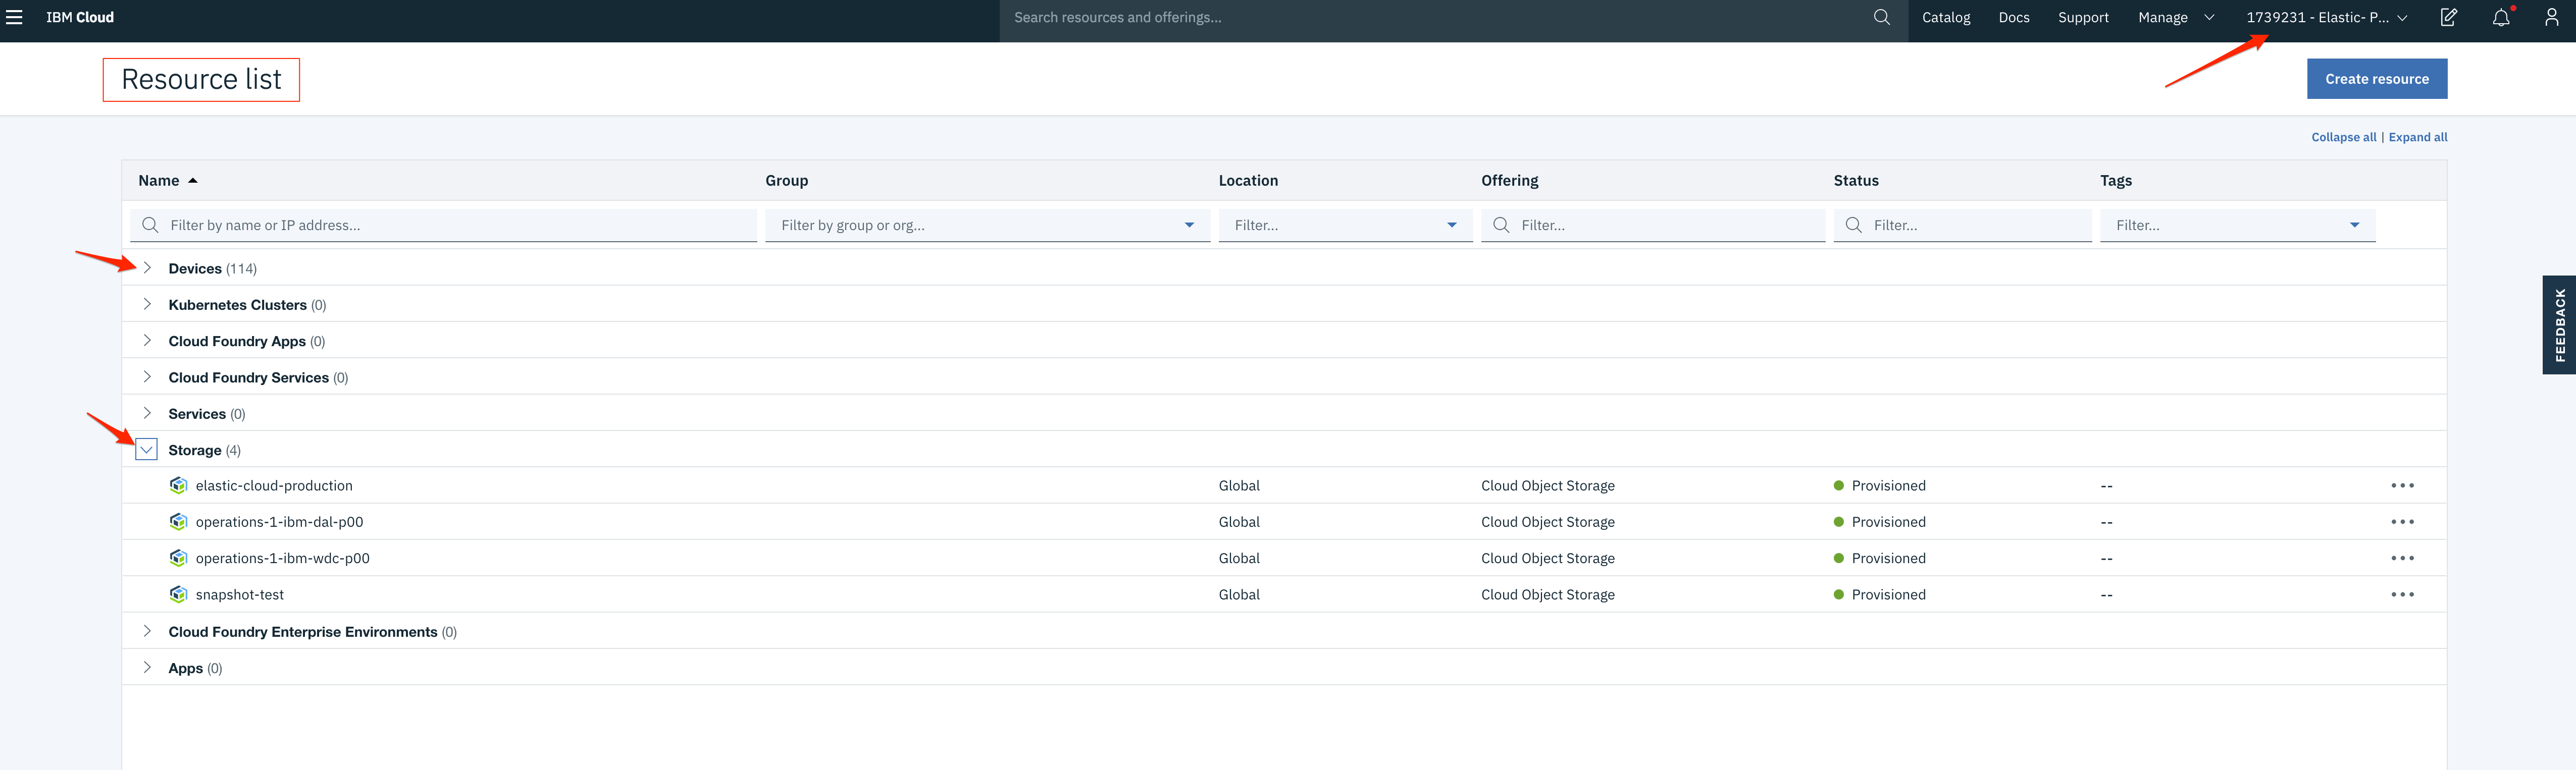 IBM Cloud Search resources and offerings... Catalog Docs Support Manage 1739231 - Elastic- P...
Resource list
Create resource
Collapse all | Expand all
Name Group Location Offering Status Tags
Filter by name or IP address... Filter by group or org... Filter... Filter... Filter... Filter...
Devices (114)
Kubernetes Clusters (0)
Cloud Foundry Apps (0)
Cloud Foundry Services (0)
Services (0)
Storage (4)
elastic-cloud-production Global Cloud Object Storage Provisioned --
operations-1-ibm-dal-p00 Global Cloud Object Storage Provisioned --
operations-1-ibm-wdc-p00 Global Cloud Object Storage Provisioned --
snapshot-test Global Cloud Object Storage Provisioned --
Cloud Foundry Enterprise Environments (0)
Apps (0)
FEEDBACK